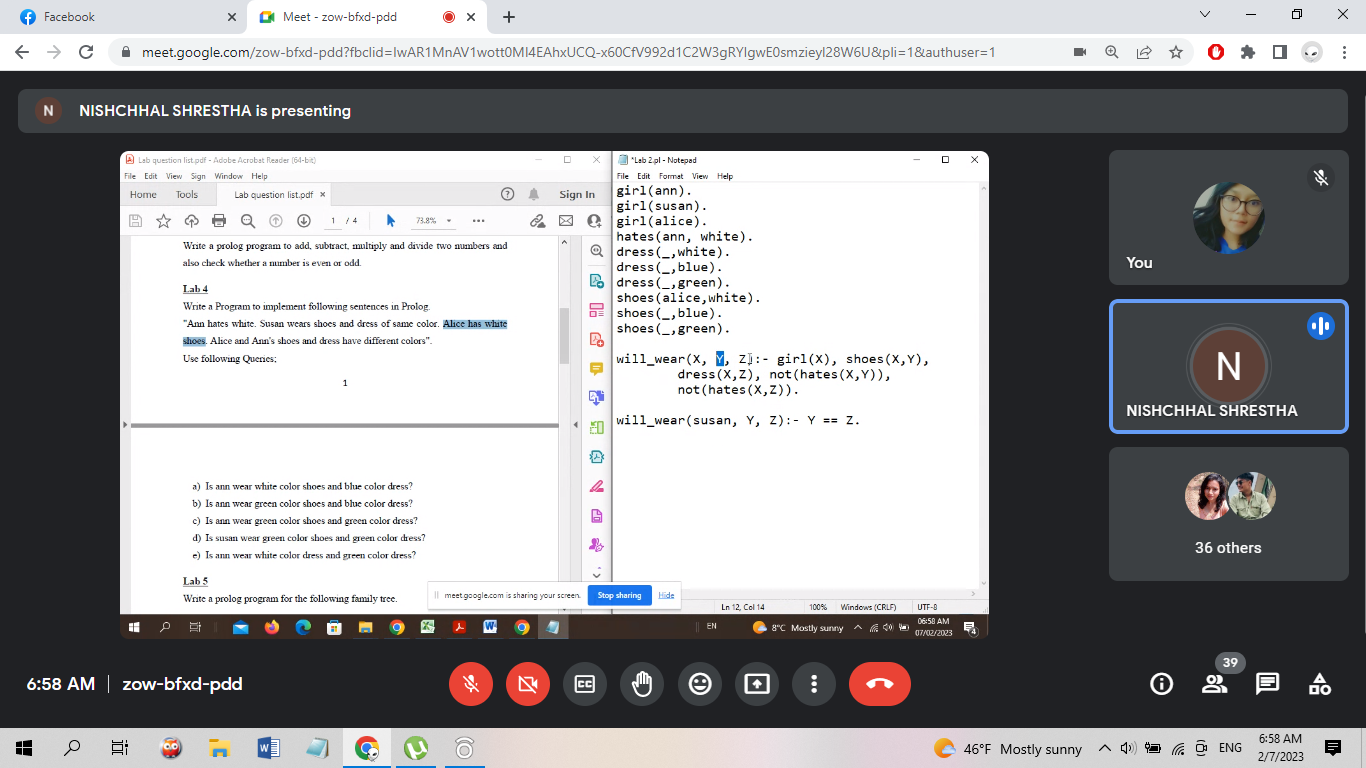 Facebook
Meet - zow-bfxd-pdd
meet.google.com/zow-bfxd-pdd?fbclid=IwAR1MnAV1wott0MI4EAhxUCQ-x60CfV992d1C2W3gRYIgwE0smzieyI28W6U&pli=1&authuser=1
N NISHCHHAL SHRESTHA is presenting
Lab question list.pdf - Adobe Acrobat Reader (64-bit)
File Edit View Sign Window Help
Home Tools Lab question list.pdf Sign In
1 / 4 73.8%
Write a prolog program to add, subtract, multiply and divide two numbers and
also check whether a number is even or odd.
Lab 4
Write a Program to implement following sentences in Prolog.
"Ann hates white. Susan wears shoes and dress of same color. Alice has white
shoes. Alice and Ann's shoes and dress have different colors".
Use following Queries;
1
a) Is ann wear white color shoes and blue color dress?
b) Is ann wear green color shoes and blue color dress?
c) Is ann wear green color shoes and green color dress?
d) Is susan wear green color shoes and green color dress?
e) Is ann wear white color dress and green color dress?
Lab 5
Write a prolog program for the following family tree.
*Lab 2.pl - Notepad
File Edit Format View Help
girl(ann).
girl(susan).
girl(alice).
hates(ann, white).
dress(_,white).
dress(_,blue).
dress(_,green).
shoes(alice,white).
shoes(_,blue).
shoes(_,green).
will_wear(X, Y, Z):- girl(X), shoes(X,Y),
dress(X,Z), not(hates(X,Y)),
not(hates(X,Z)).
will_wear(susan, Y, Z):- Y == Z.
meet.google.com is sharing your screen. Stop sharing Hide
Ln 12, Col 14 100% Windows (CRLF) UTF-8
EN 8°C Mostly sunny 06:58 AM
07/02/2023 4
You
N
NISHCHHAL SHRESTHA
36 others
39
6:58 AM | zow-bfxd-pdd
46°F Mostly sunny ENG 6:58 AM
2/7/2023